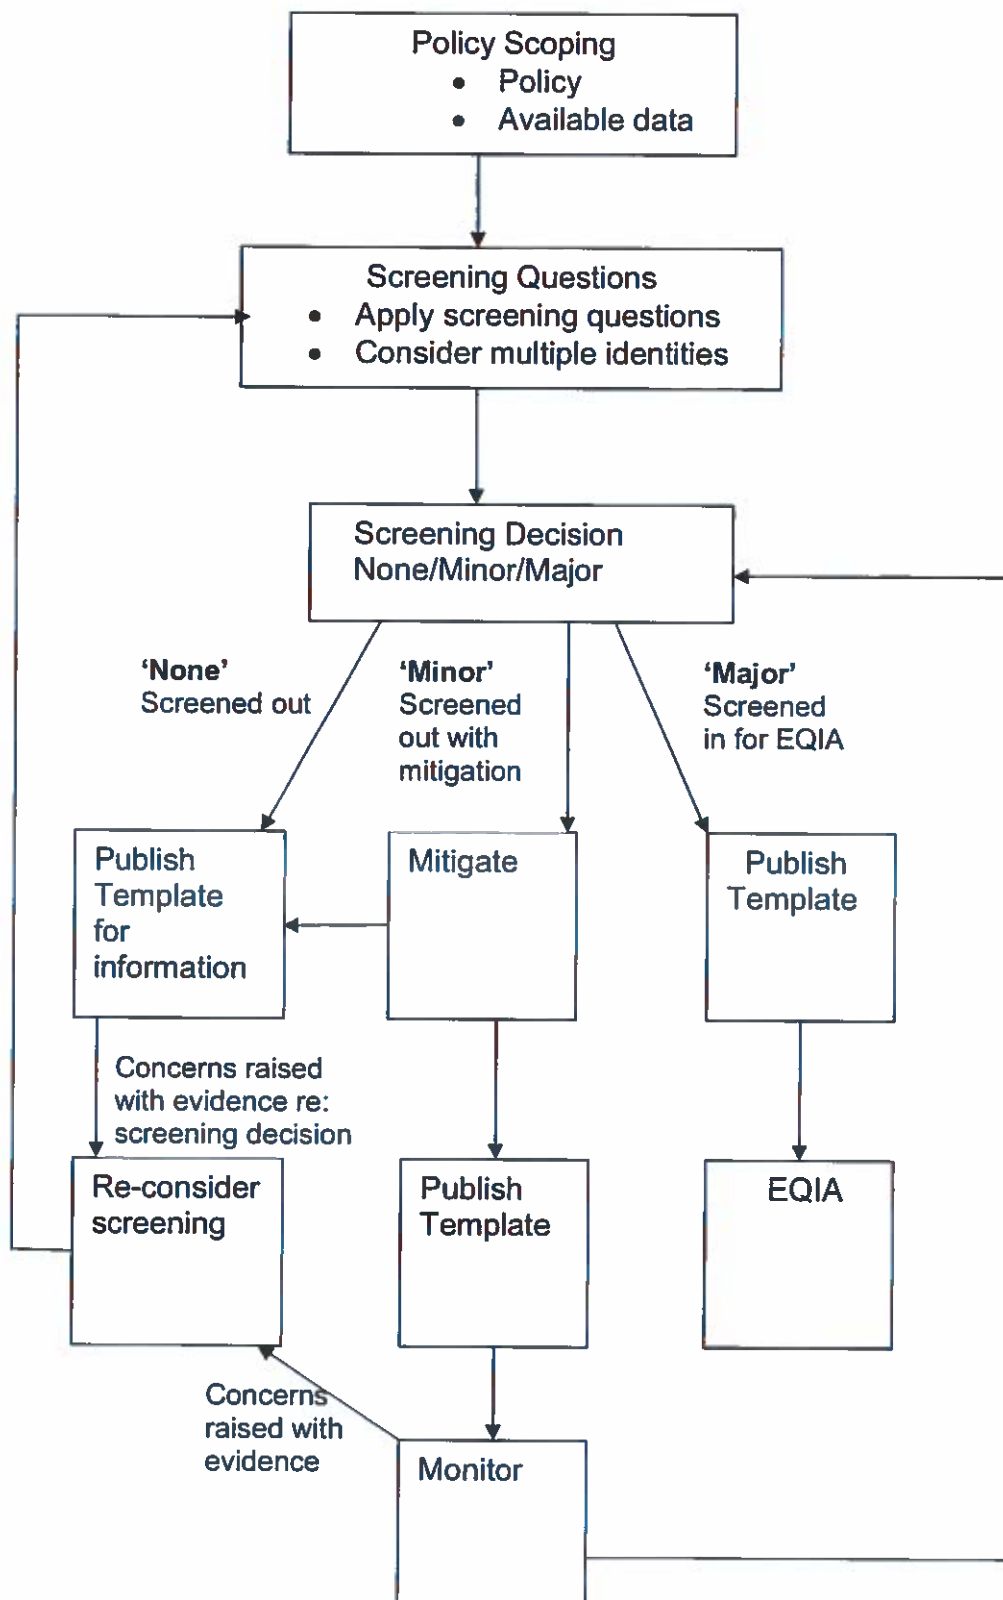 Policy Scoping
• Policy
• Available data
Screening Questions
• Apply screening questions
• Consider multiple identities
Screening Decision
None/Minor/Major
‘None’
Screened out
‘Minor’
Screened
out with
mitigation
‘Major’
Screened
in for EQIA
Publish
Template
for
information
Mitigate
Publish
Template
Concerns raised
with evidence re:
screening decision
Re-consider
screening
Publish
Template
EQIA
Concerns
raised with
evidence
Monitor